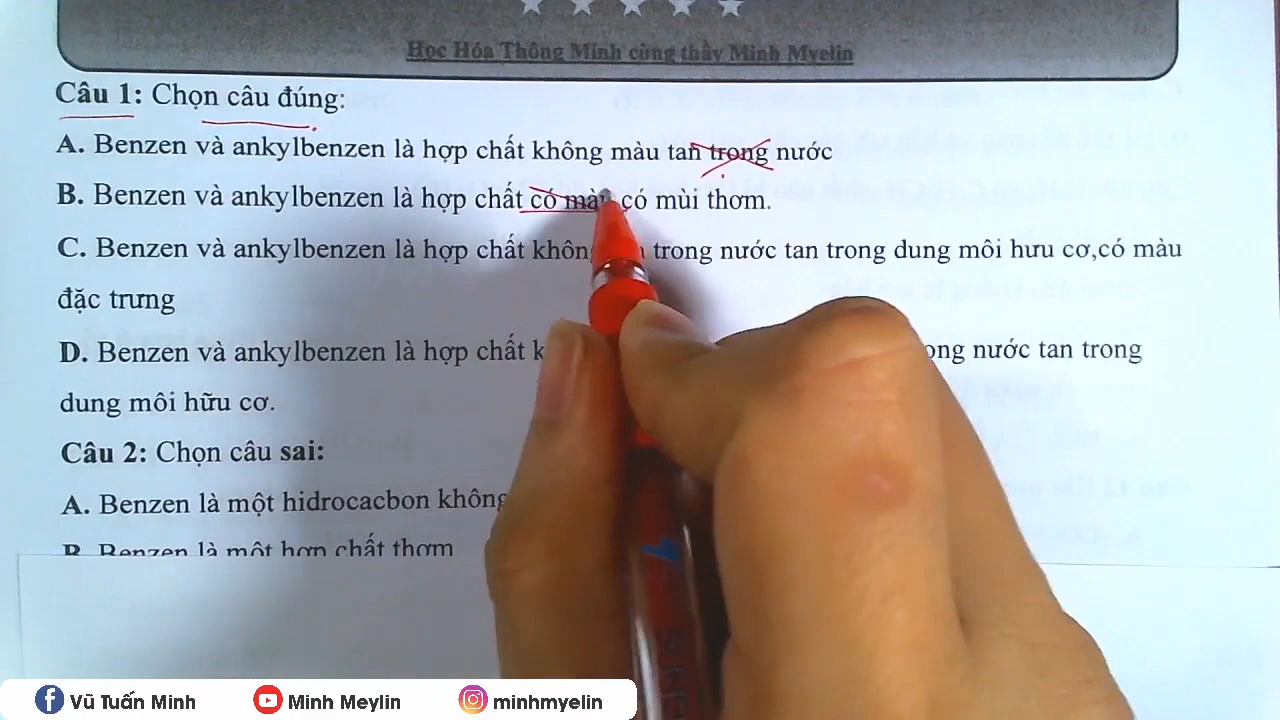 Học Hóa Thông Minh cùng thầy Minh Myelin
Câu 1: Chọn câu đúng:
A. Benzen và ankylbenzen là hợp chất không màu tan trong nước
B. Benzen và ankylbenzen là hợp chất có màu có mùi thơm.
C. Benzen và ankylbenzen là hợp chất trong nước tan trong dung môi hưu cơ,có màu
đặc trưng
D. Benzen và ankylbenzen là hợp chất nước tan trong
dung môi hữu cơ.
Câu 2: Chọn câu sai:
A. Benzen là một hidrocacbon không
B. Benzen là một hợp chất thơm
Vũ Tuấn Minh Minh Meylin minhmyelin